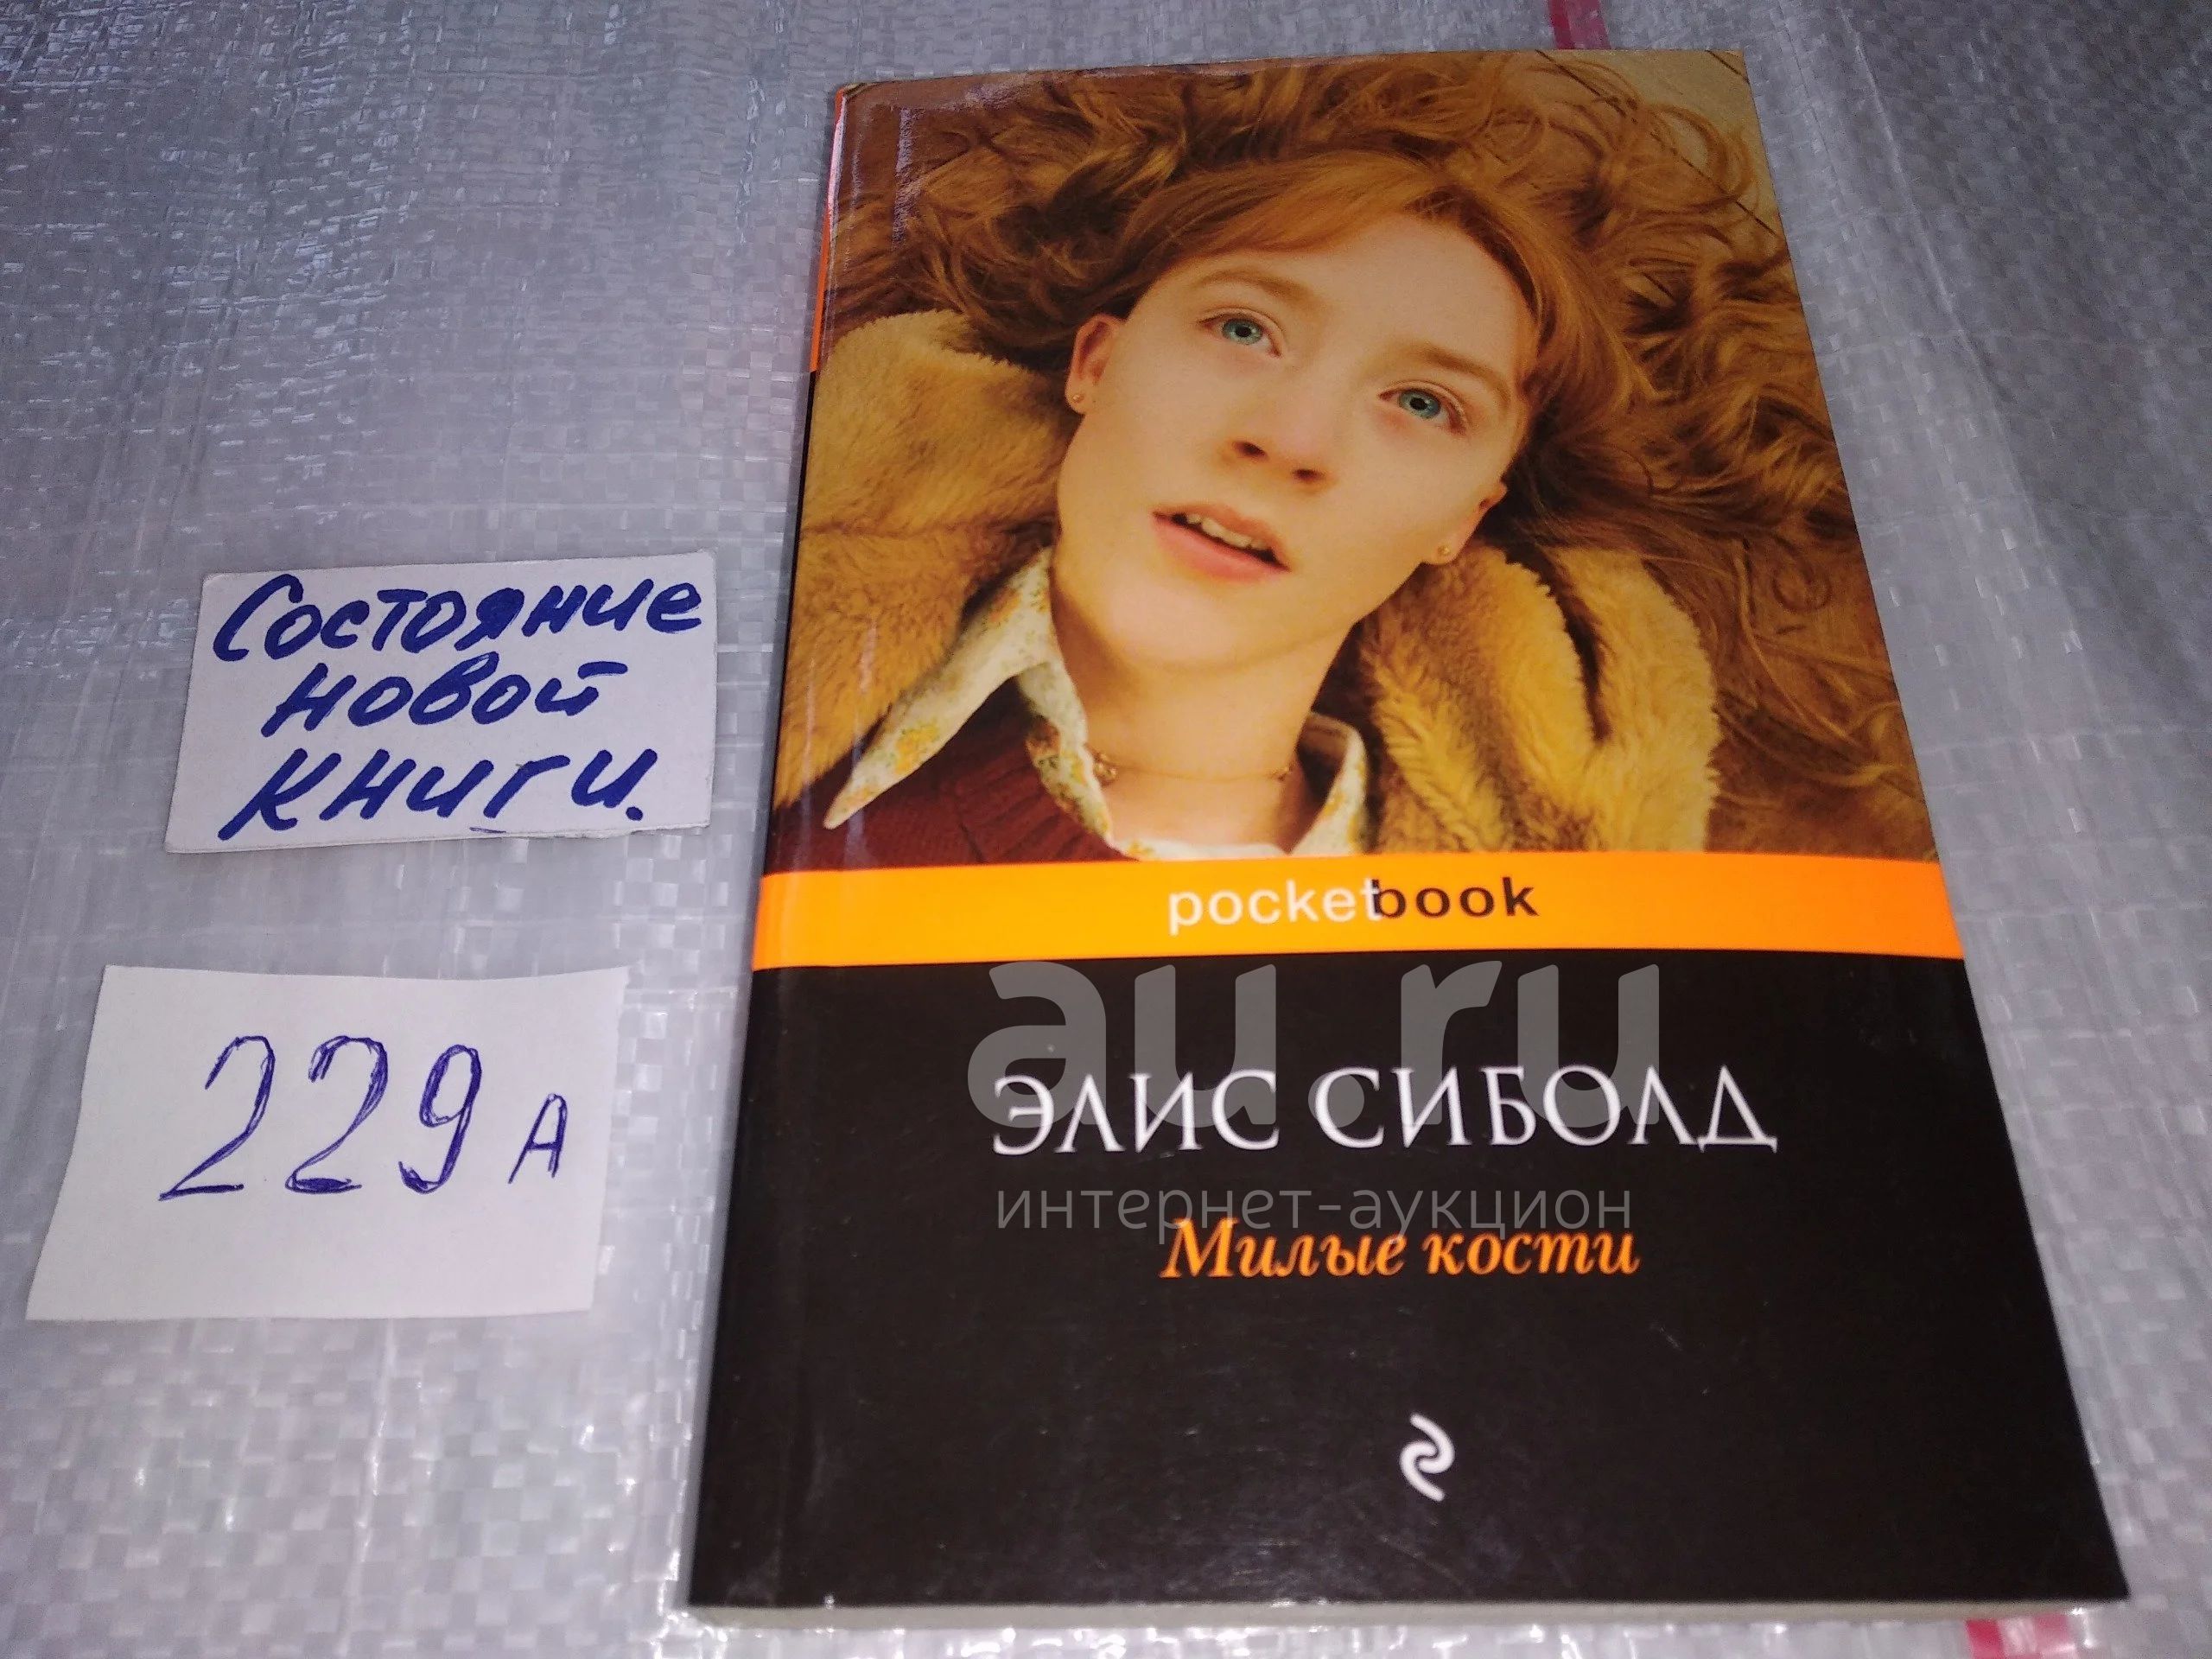 Состояние
новой
книги.
229 А
pocketbook
au.ru
ЭЛИС СИБОЛД
интернет-аукцион
Милые кости